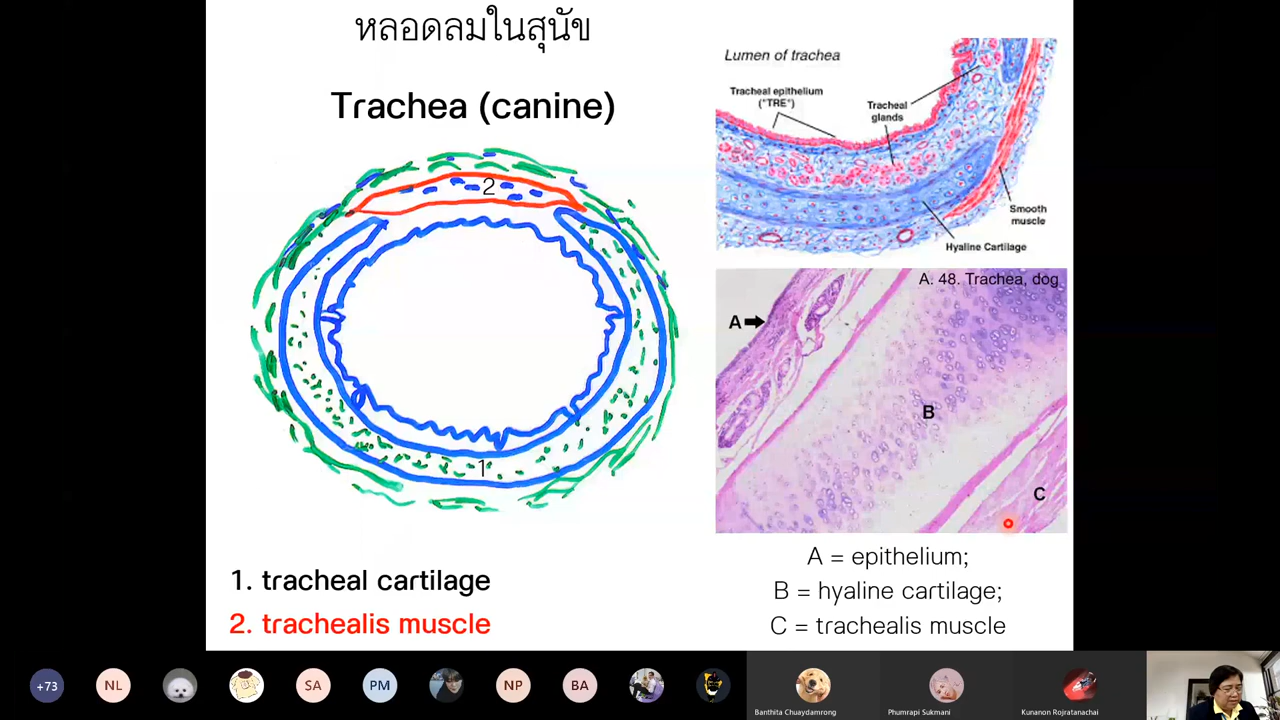 หลอดลมในสุนัข
Trachea (canine)
2
1
1. tracheal cartilage
2. trachealis muscle
Lumen of trachea
Tracheal epithelium
("TRE")
Tracheal
glands
Smooth
muscle
Hyaline Cartilage
A. 48. Trachea, dog
A
B
C
A = epithelium;
B = hyaline cartilage;
C = trachealis muscle
+73
NL
SA
PM
NP
BA
Banthita Chuaydamrong
Phumrapi Sukmani
Kunanon Rojratanachai